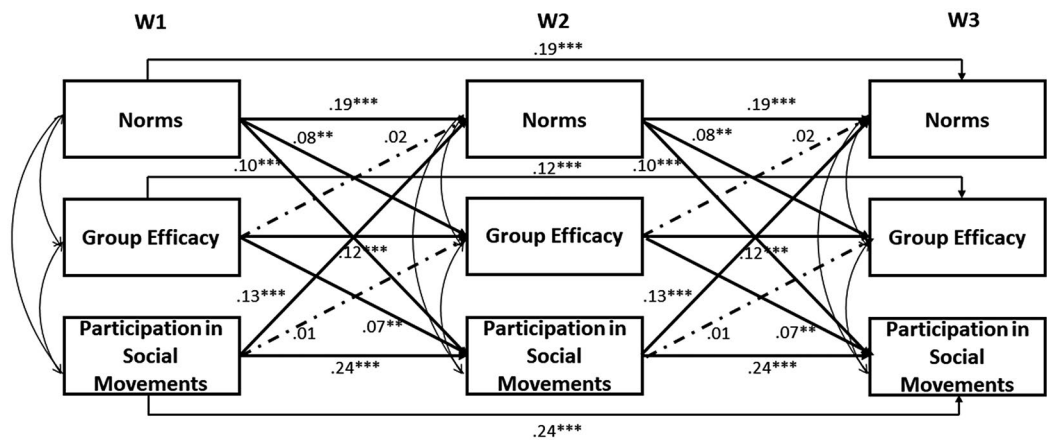 W1
W2
W3
.19***
Norms
.19***
Norms
.19***
Norms
.08**
.02
.08**
.02
.10***
.12***
.10***
Group Efficacy
Group Efficacy
Group Efficacy
.12***
.12***
.13***
.13***
.01
.07**
.01
.07**
Participation in
Social
Movements
Participation in
Social
Movements
Participation in
Social
Movements
.24***
.24***
.24***